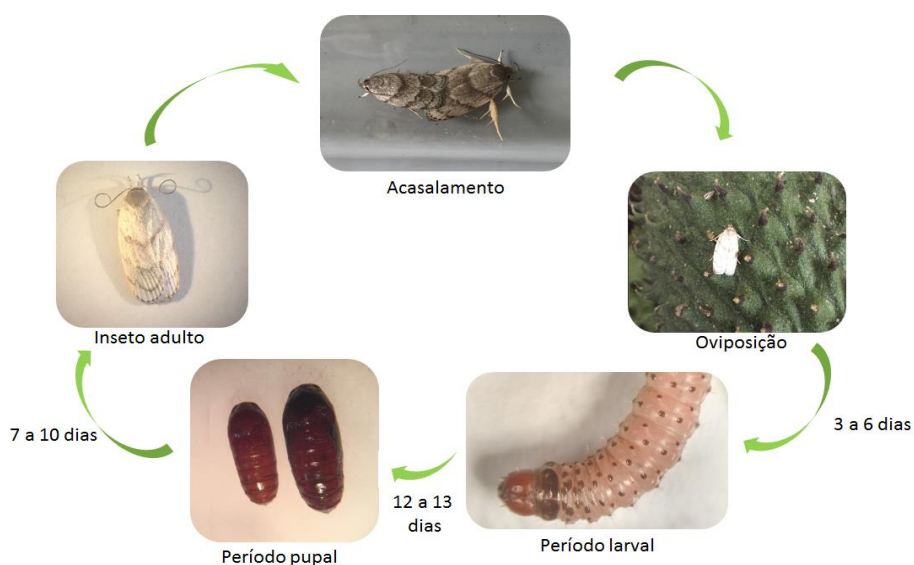 Acasalamento
Inseto adulto
Oviposição
7 a 10 dias
3 a 6 dias
12 a 13
dias
Período pupal
Período larval